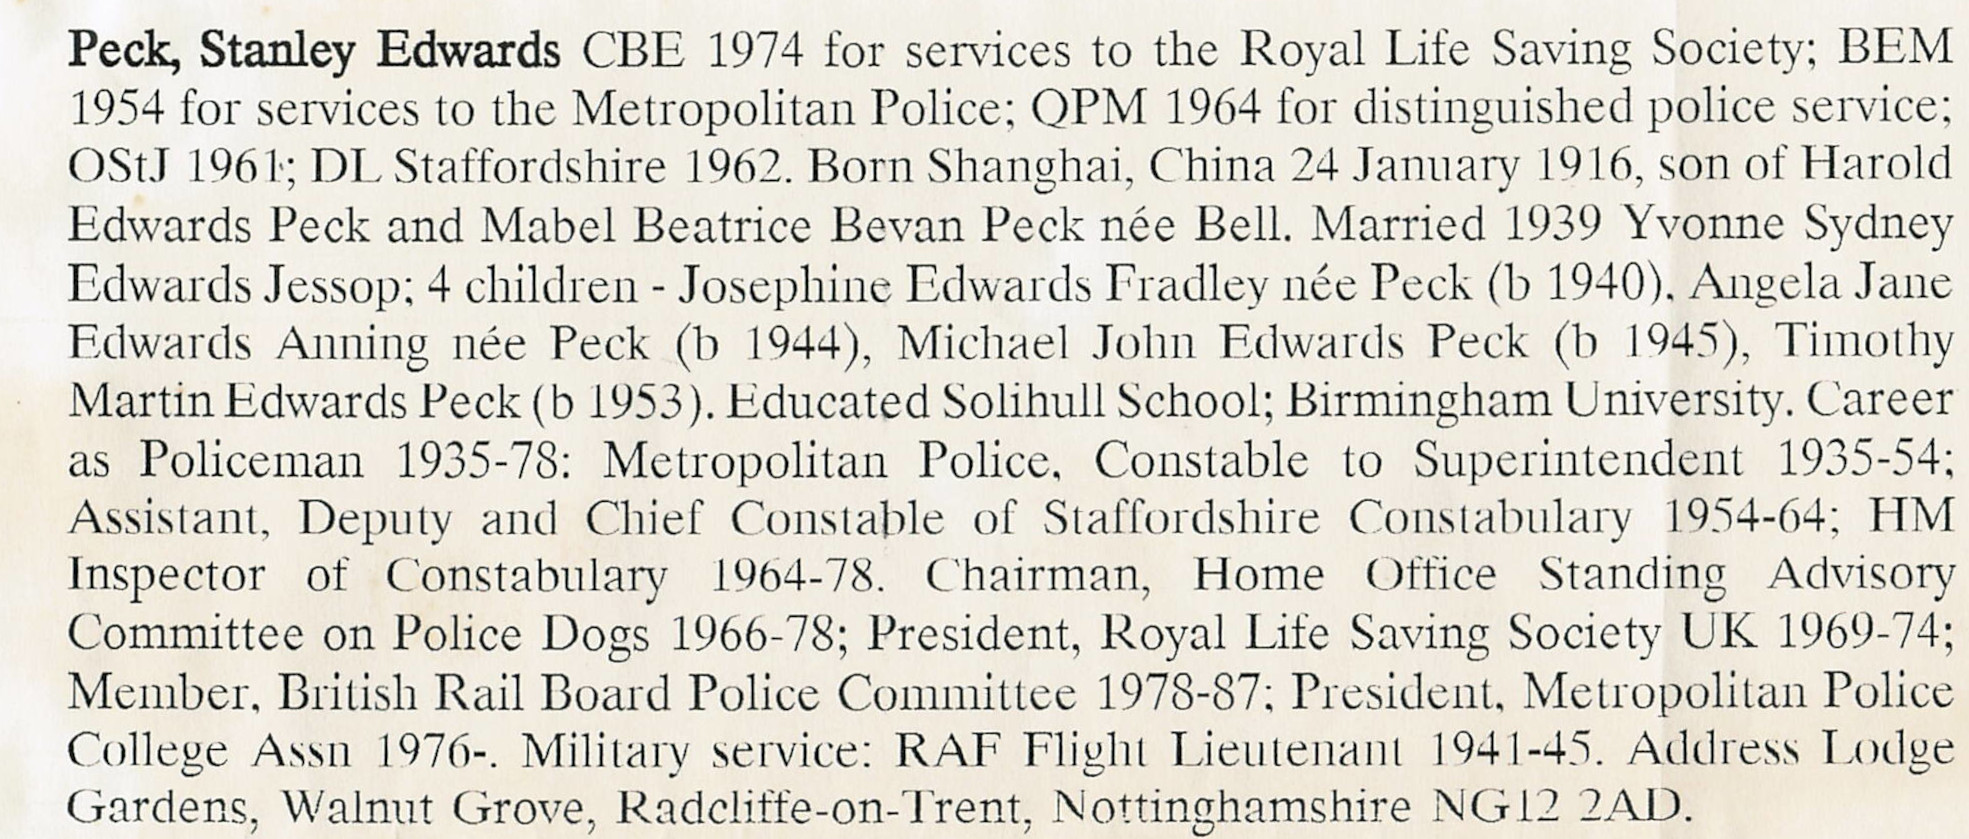 Peck, Stanley Edwards CBE 1974 for services to the Royal Life Saving Society; BEM
1954 for services to the Metropolitan Police; QPM 1964 for distinguished police service;
OStJ 1961; DL Staffordshire 1962. Born Shanghai, China 24 January 1916, son of Harold
Edwards Peck and Mabel Beatrice Bevan Peck née Bell. Married 1939 Yvonne Sydney
Edwards Jessop; 4 children - Josephine Edwards Fradley née Peck (b 1940), Angela Jane
Edwards Anning née Peck (b 1944), Michael John Edwards Peck (b 1945), Timothy
Martin Edwards Peck (b 1953). Educated Solihull School; Birmingham University. Career
as Policeman 1935-78: Metropolitan Police, Constable to Superintendent 1935-54;
Assistant, Deputy and Chief Constable of Staffordshire Constabulary 1954-64; HM
Inspector of Constabulary 1964-78. Chairman, Home Office Standing Advisory
Committee on Police Dogs 1966-78; President, Royal Life Saving Society UK 1969-74;
Member, British Rail Board Police Committee 1978-87; President, Metropolitan Police
College Assn 1976-. Military service: RAF Flight Lieutenant 1941-45. Address Lodge
Gardens, Walnut Grove, Radcliffe-on-Trent, Nottinghamshire NG12 2AD.